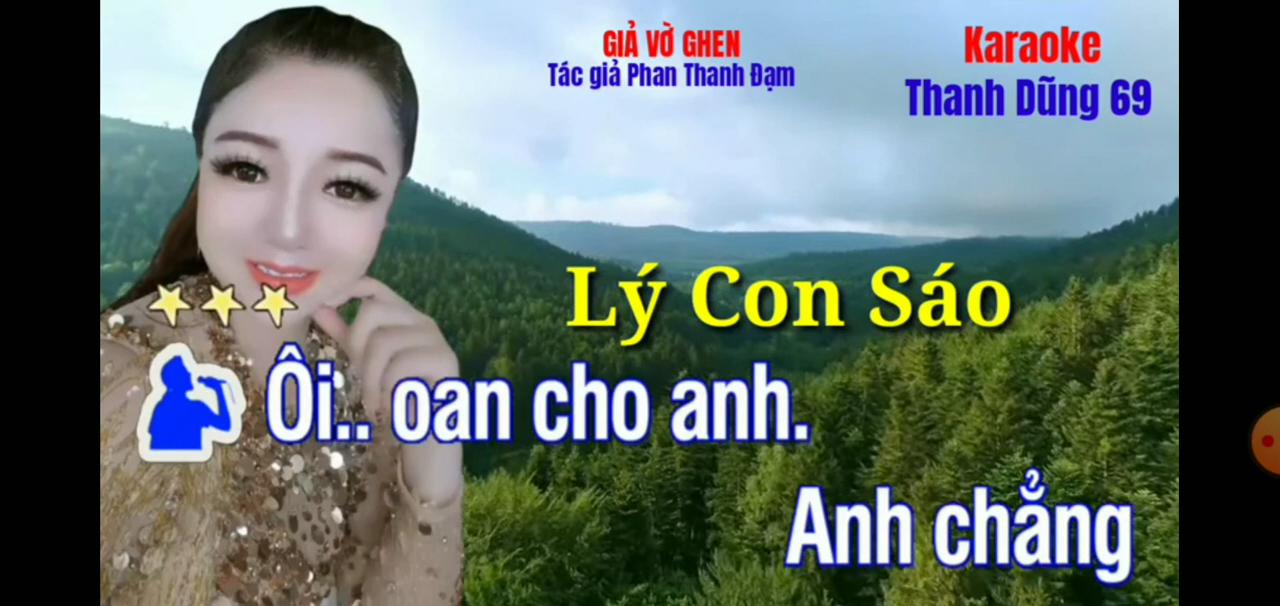 GIẢ VỜ GHEN
Tác giả Phan Thanh Đạm
Karaoke
Thanh Dũng 69
Lý Con Sáo
Ôi.. oan cho anh.
Anh chẳng